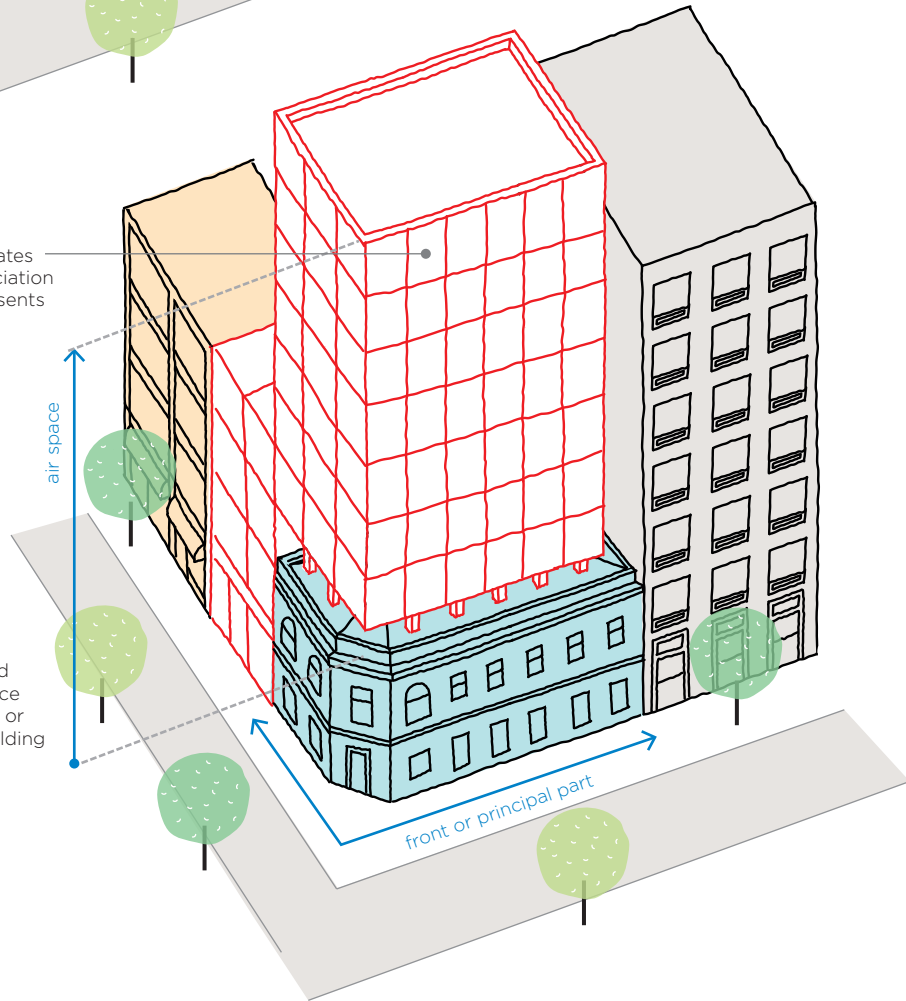 ates
ciation
sents
air space
d
ce
or
lding
front or principal part